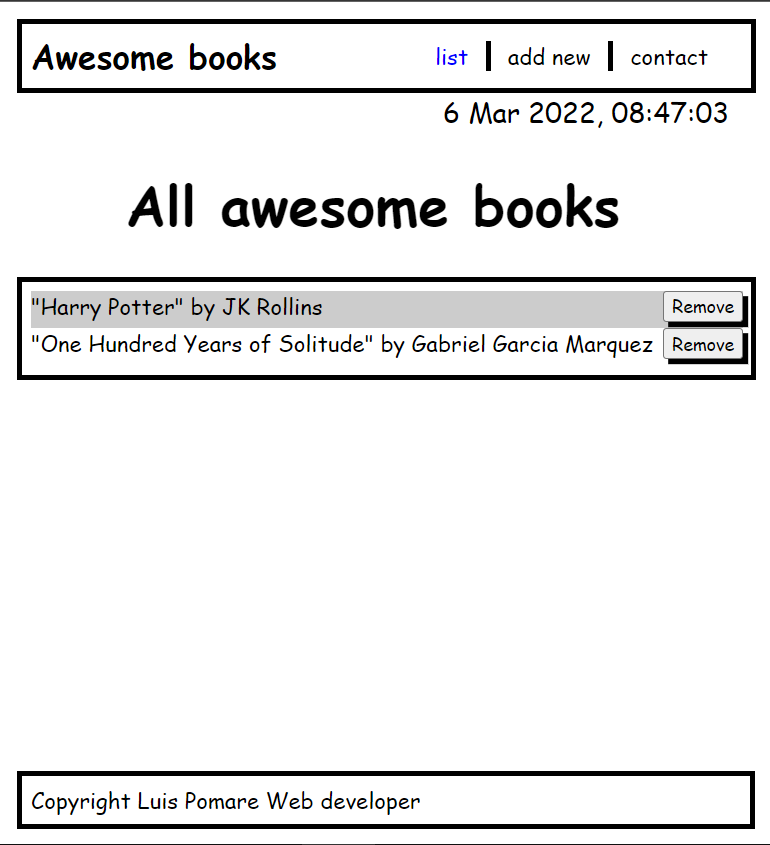 Awesome books list add new contact
6 Mar 2022, 08:47:03
All awesome books
"Harry Potter" by JK Rollins Remove
"One Hundred Years of Solitude" by Gabriel Garcia Marquez Remove
Copyright Luis Pomare Web developer